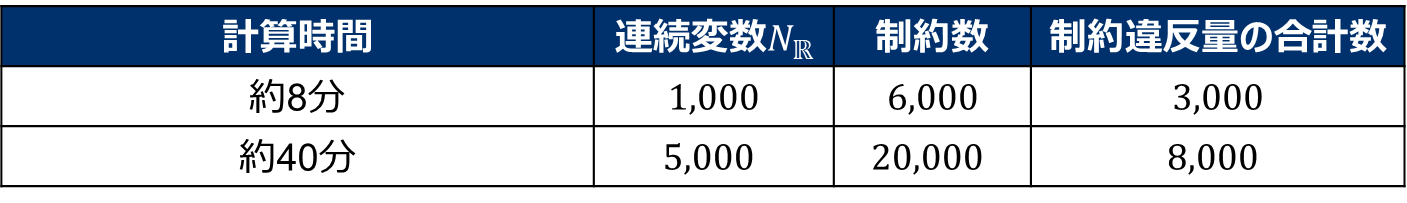 計算時間 連続変数Nℝ 制約数 制約違反量の合計数
約8分 1,000 6,000 3,000
約40分 5,000 20,000 8,000